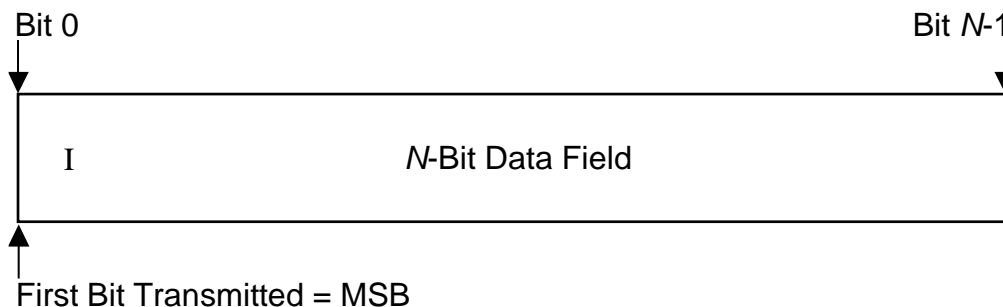 Bit 0 Bit N-1
I N-Bit Data Field
First Bit Transmitted = MSB